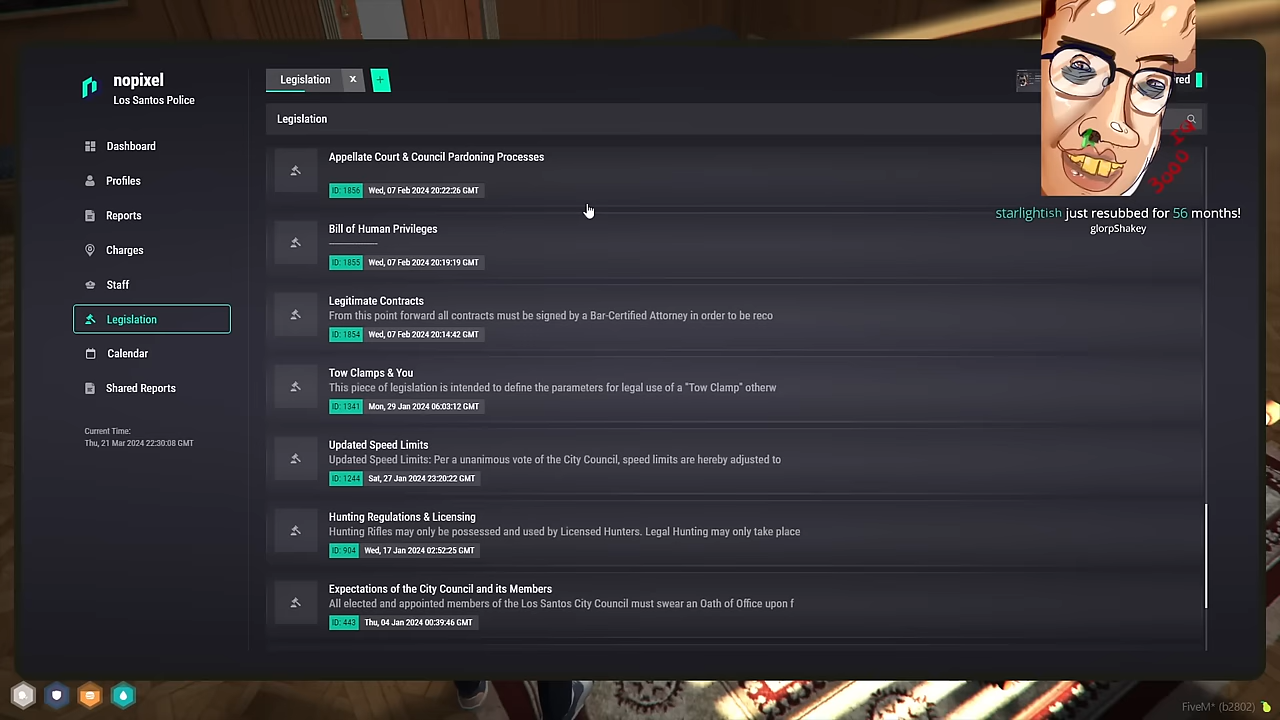 nopixel
Los Santos Police
Dashboard
Profiles
Reports
Charges
Staff
Legislation
Calendar
Shared Reports
Current Time:
Thu, 21 Mar 2024 22:30:08 GMT
Legislation x +
Legislation
Appellate Court & Council Pardoning Processes
ID: 1856 Wed, 07 Feb 2024 20:22:26 GMT
Bill of Human Privileges
ID: 1855 Wed, 07 Feb 2024 20:19:19 GMT
Legitimate Contracts
From this point forward all contracts must be signed by a Bar-Certified Attorney in order to be reco
ID: 1854 Wed, 07 Feb 2024 20:14:42 GMT
Tow Clamps & You
This piece of legislation is intended to define the parameters for legal use of a "Tow Clamp" otherw
ID: 1341 Mon, 29 Jan 2024 06:03:12 GMT
Updated Speed Limits
Updated Speed Limits: Per a unanimous vote of the City Council, speed limits are hereby adjusted to
ID: 1244 Sat, 27 Jan 2024 23:20:22 GMT
Hunting Regulations & Licensing
Hunting Rifles may only be possessed and used by Licensed Hunters. Legal Hunting may only take place
ID: 904 Wed, 17 Jan 2024 02:52:25 GMT
Expectations of the City Council and its Members
All elected and appointed members of the Los Santos City Council must swear an Oath of Office upon f
ID: 443 Thu, 04 Jan 2024 00:39:46 GMT
red
3000
starlightish just resubbed for 56 months!
glorpShakey
FiveM* (b2802)